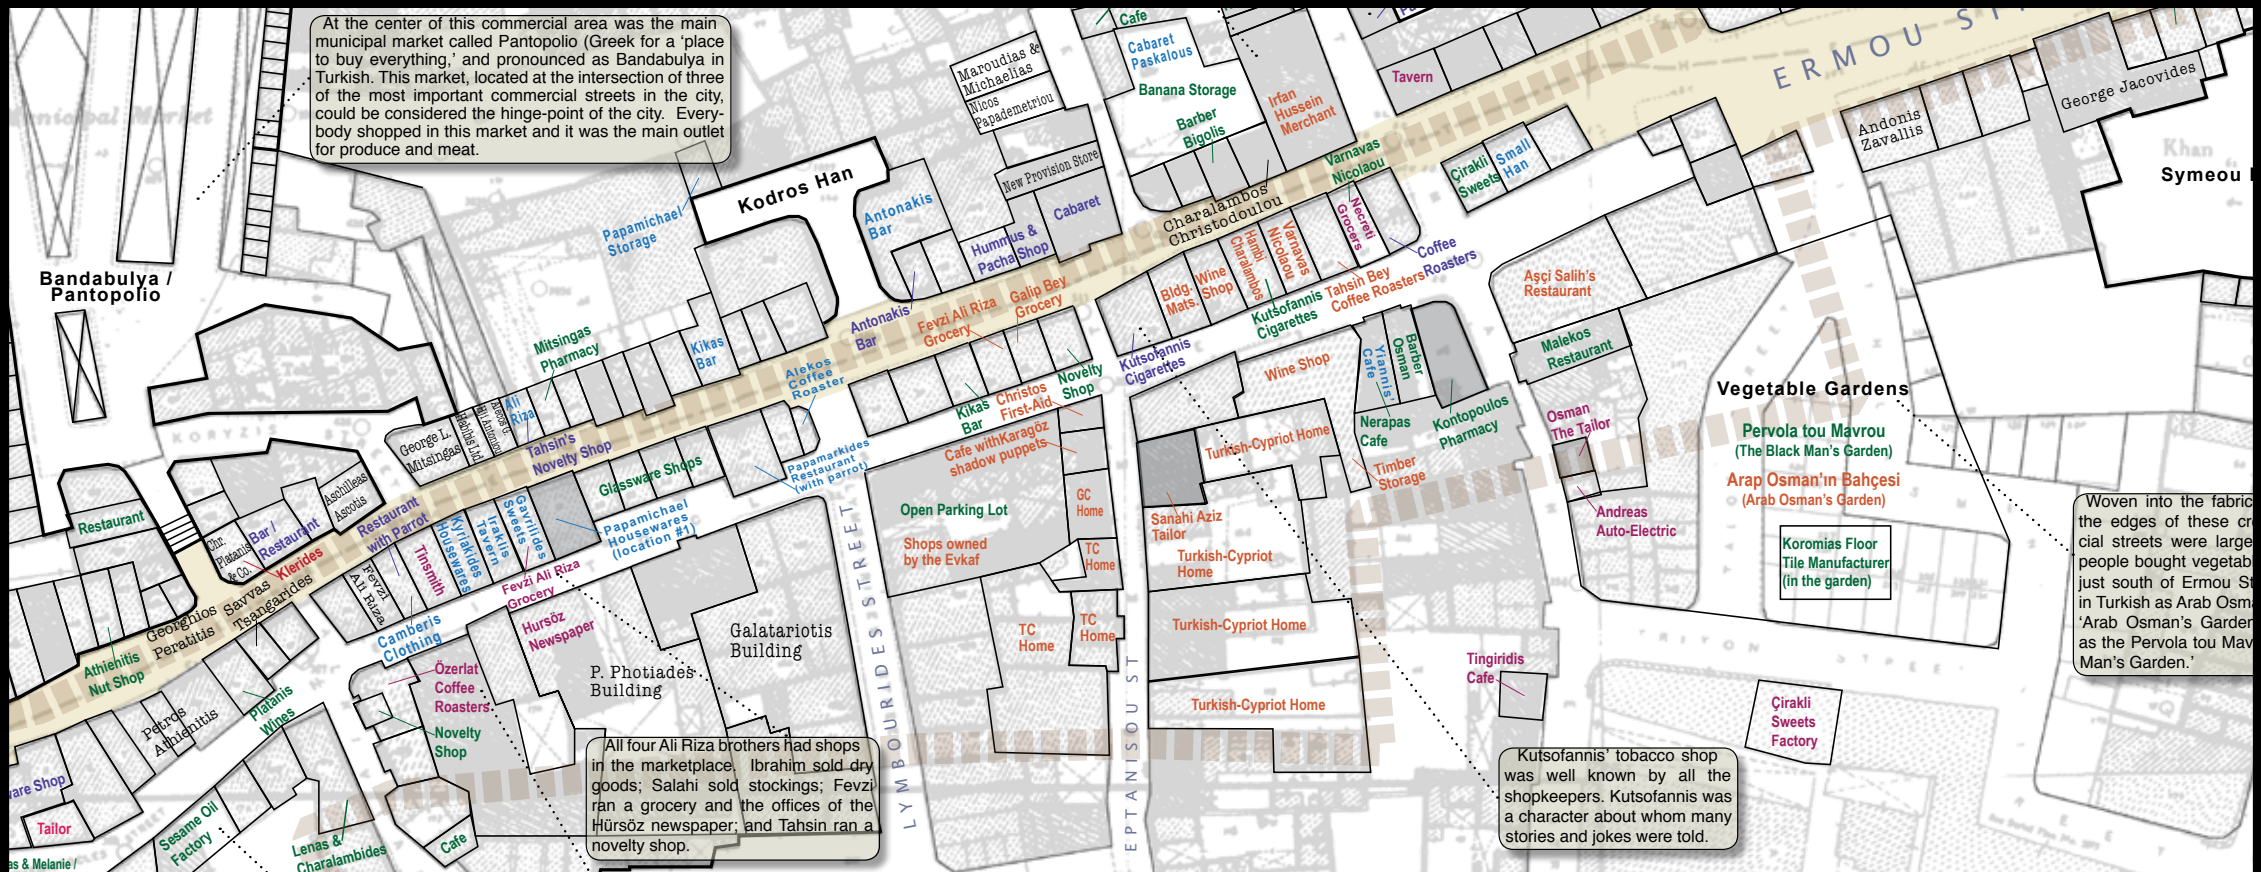 At the center of this commercial area was the main
municipal market called Pantopolio (Greek for a 'place
to buy everything,' and pronounced as Bandabulya in
Turkish. This market, located at the intersection of three
of the most important commercial streets in the city,
could be considered the hinge-point of the city. Every-
body shopped in this market and it was the main outlet
for produce and meat.
Municipal Market
Cafe
Cabaret
Paskalous
Maroudias &
Michaelias
Nicos
Papademetriou
Banana Storage
Barber
Bigolis
Irfan
Hussein
Merchant
Tavern
ERMOU ST
George Jacovides
Andonis
Zavallis
Khan
Symeou
Kodros Han
Papamichael
Storage
Antonakis
Bar
New Provision Store
Cabaret
Hummus &
Pacha Shop
Charalambos
Christodoulou
Varnavas
Nicolaou
Çirakli
Sweets
Small
Han
Necreti
Grocers
Coffee
Roasters
Bandabulya /
Pantopolio
Aşçi Salih's
Restaurant
Bldg.
Mats.
Wine
Shop
Hambi
Charalambos
Varnavas
Nicolaou
Tahsin Bey
Coffee Roasters
Kutsofannis
Cigarettes
Galip Bey
Grocery
Fevzi Ali Riza
Grocery
Antonakis
Bar
Mitsingas
Pharmacy
Kikas
Bar
Alekos
Coffee
Roaster
Kutsofannis
Cigarettes
Novelty
Shop
Christos
First-Aid
Kikas
Bar
Wine Shop
Yiannis'
Cafe
Barber
Osman
Malekos
Restaurant
Vegetable Gardens
Pervola tou Mavrou
(The Black Man's Garden)
Arap Osman'ın Bahçesi
(Arab Osman's Garden)
Koromias Floor
Tile Manufacturer
(in the garden)
Osman
The Tailor
Andreas
Auto-Electric
Nerapas
Cafe
Kontopoulos
Pharmacy
Timber
Storage
Turkish-Cypriot Home
Sanahi Aziz
Tailor
Turkish-Cypriot
Home
Turkish-Cypriot Home
Turkish-Cypriot Home
Cafe withKaragöz
shadow puppets
GC
Home
TC
Home
TC
Home
TC
Home
Open Parking Lot
Shops owned
by the Evkaf
Papamarkides
Restaurant
(with parrot)
Glassware Shops
Papamichael
Housewares
(location #1)
Tahsin's
Novelty Shop
Ali
Riza
Aleios G.
Hji Antoniou
Habibis Ltd
George L.
Mitsingas
Gavrilides
Sweets
Iraklis
Tavern
Kyriakides
Housewares
Tinsmith
Restaurant
with Parrot
Aschilleas
Ascotis
Bar /
Restaurant
Chr.
Platanis
& Co.
Klerides
Restaurant
Savvas
Tsangarides
Georghios
Peratitis
Fevzi
Ali Riza
Camberis
Clothing
Fevzi Ali Riza
Grocery
Hursöz
Newspaper
Özerlat
Coffee
Roasters
Novelty
Shop
P. Photiades
Building
Galatariotis
Building
Athienitis
Nut Shop
Petros
Athienitis
Platanis
Wines
ware Shop
Tailor
as & Melanie /
Sesame Oil
Factory
Lenas &
Charalambides
Cafe
All four Ali Riza brothers had shops
in the marketplace. Ibrahim sold dry
goods; Salahi sold stockings; Fevzi
ran a grocery and the offices of the
Hürsöz newspaper; and Tahsin ran a
novelty shop.
LYMBOURIDES STREET
EPTANISOU ST
Tingiridis
Cafe
Çirakli
Sweets
Factory
Kutsofannis' tobacco shop
was well known by all the
shopkeepers. Kutsofannis was
a character about whom many
stories and jokes were told.
Woven into the fabric
the edges of these cr
cial streets were large
people bought vegetab
just south of Ermou St
in Turkish as Arab Osm
'Arab Osman's Garden
as the Pervola tou Mav
Man's Garden.'